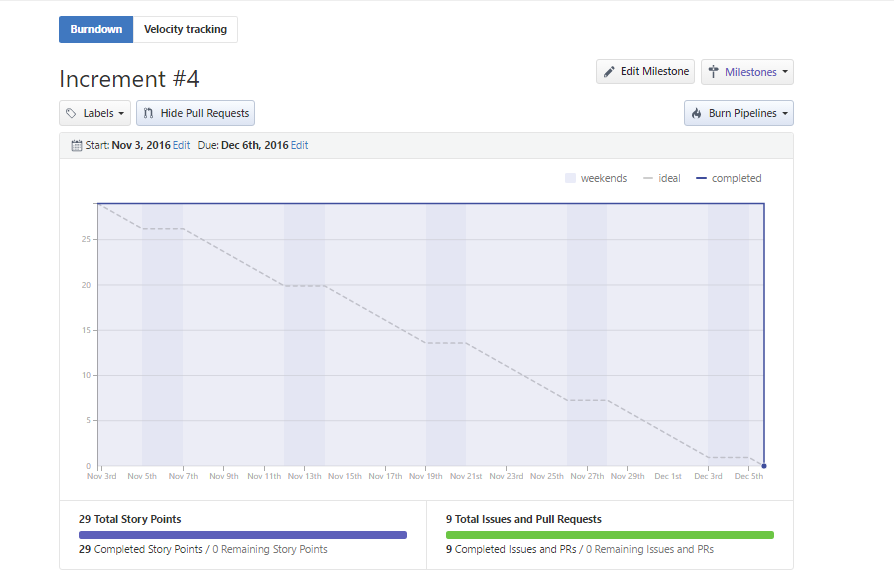 Burndown Velocity tracking
Increment #4
Edit Milestone Milestones
Labels Hide Pull Requests Burn Pipelines
Start: Nov 3, 2016 Edit Due: Dec 6th, 2016 Edit
weekends ideal completed
25
20
15
10
5
0
Nov 3rd Nov 5th Nov 7th Nov 9th Nov 11th Nov 13th Nov 15th Nov 17th Nov 19th Nov 21st Nov 23rd Nov 25th Nov 27th Nov 29th Dec 1st Dec 3rd Dec 5th
29 Total Story Points
29 Completed Story Points / 0 Remaining Story Points
9 Total Issues and Pull Requests
9 Completed Issues and PRs / 0 Remaining Issues and PRs